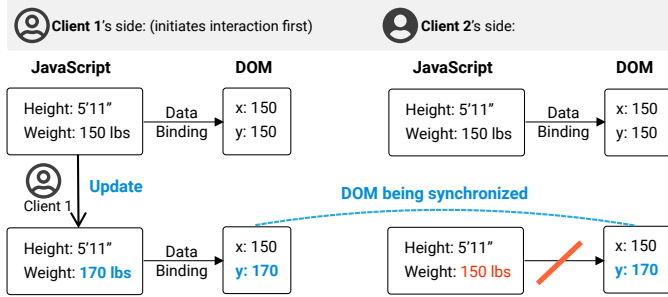 Client 1's side: (initiates interaction first)
Client 2's side:
JavaScript
DOM
JavaScript
DOM
Height: 5'11"
Weight: 150 lbs
Data
Binding
x: 150
y: 150
Height: 5'11"
Weight: 150 lbs
Data
Binding
x: 150
y: 150
Client 1
Update
DOM being synchronized
Height: 5'11"
Weight: 170 lbs
Data
Binding
x: 150
y: 170
Height: 5'11"
Weight: 150 lbs
x: 150
y: 170